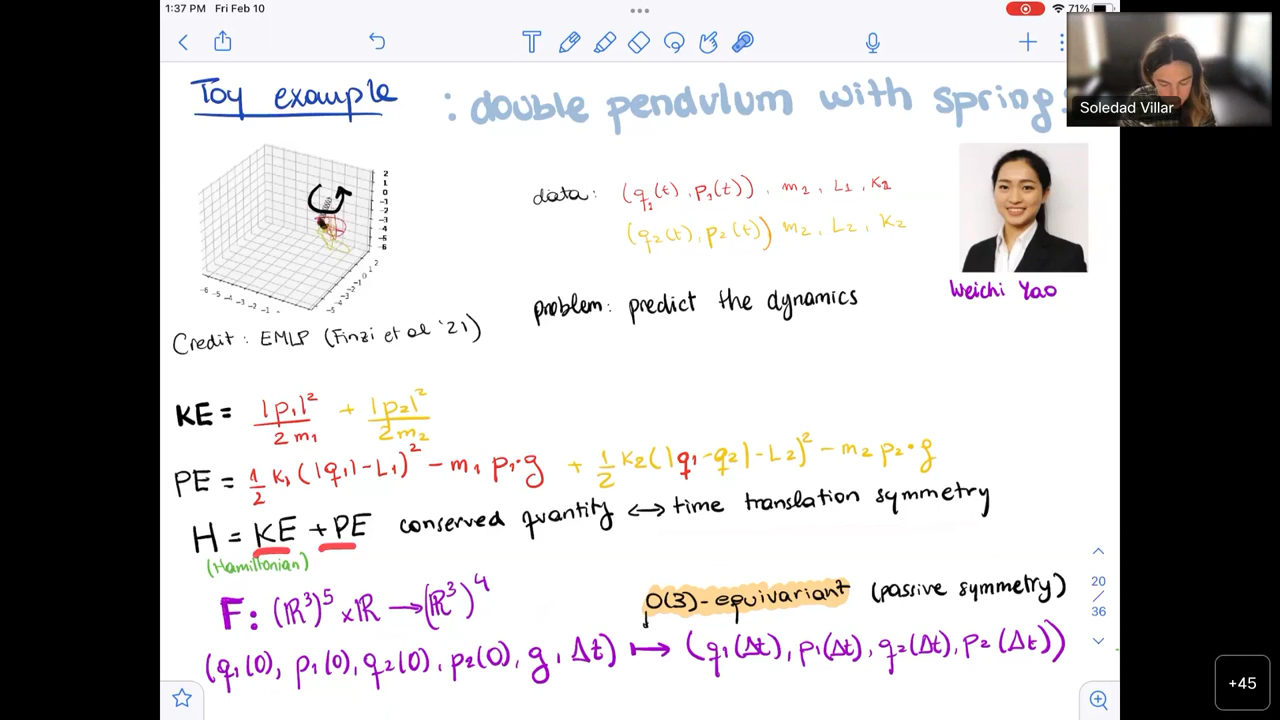 1:37 PM Fri Feb 10
71%
Soledad Villar
Toy example : double pendulum with springs
data: (q₁(t), p₁(t)), m₂, L₁, k₂
(q₂(t), p₂(t)) m₂, L₂, k₂
Weichi Yao
problem: predict the dynamics
Credit: EMLP (Finzi et al '21)
KE = |p₁|²/2m₁ + |p₂|²/2m₂
PE = ½ k₁(|q₁|-L₁)² - m₁ p₁·g + ½ k₂(|q₁-q₂|-L₂)² - m₂ p₂·g
H = KE + PE conserved quantity ↔ time translation symmetry
(Hamiltonian)
F: (ℝ³)⁵ × ℝ → (ℝ³)⁴ O(3)-equivariant (passive symmetry)
(q₁(0), p₁(0), q₂(0), p₂(0), g, Δt) ↦ (q₁(Δt), p₁(Δt), q₂(Δt), p₂(Δt))
20
36
+45